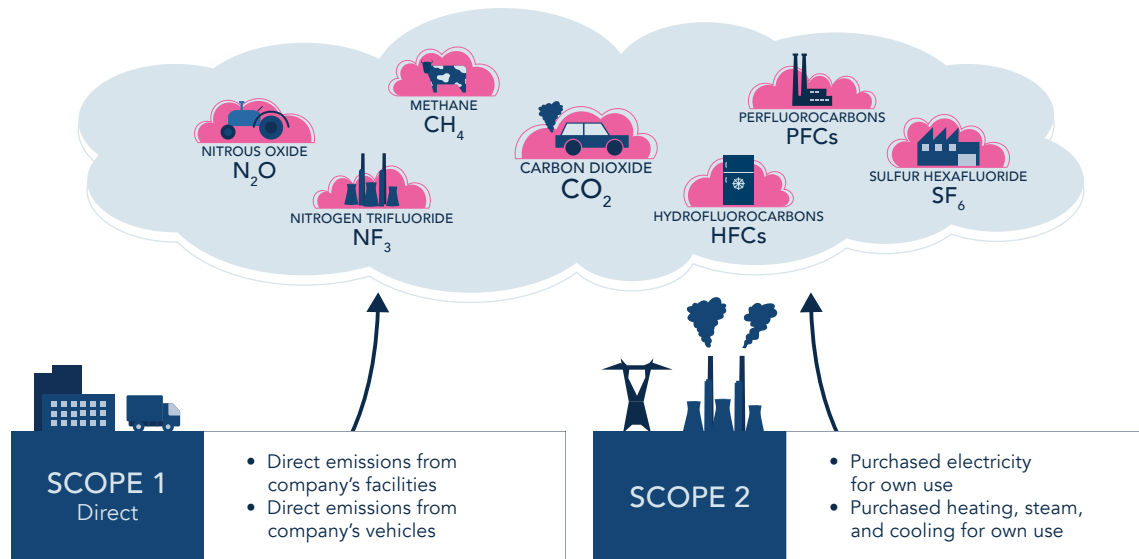 METHANE
CH₄
PERFLUOROCARBONS
PFCs
NITROUS OXIDE
N₂O
CARBON DIOXIDE
CO₂
SULFUR HEXAFLUORIDE
SF₆
NITROGEN TRIFLUORIDE
NF₃
HYDROFLUOROCARBONS
HFCs
SCOPE 1
Direct
• Direct emissions from
company’s facilities
• Direct emissions from
company’s vehicles
SCOPE 2
• Purchased electricity
for own use
• Purchased heating, steam,
and cooling for own use